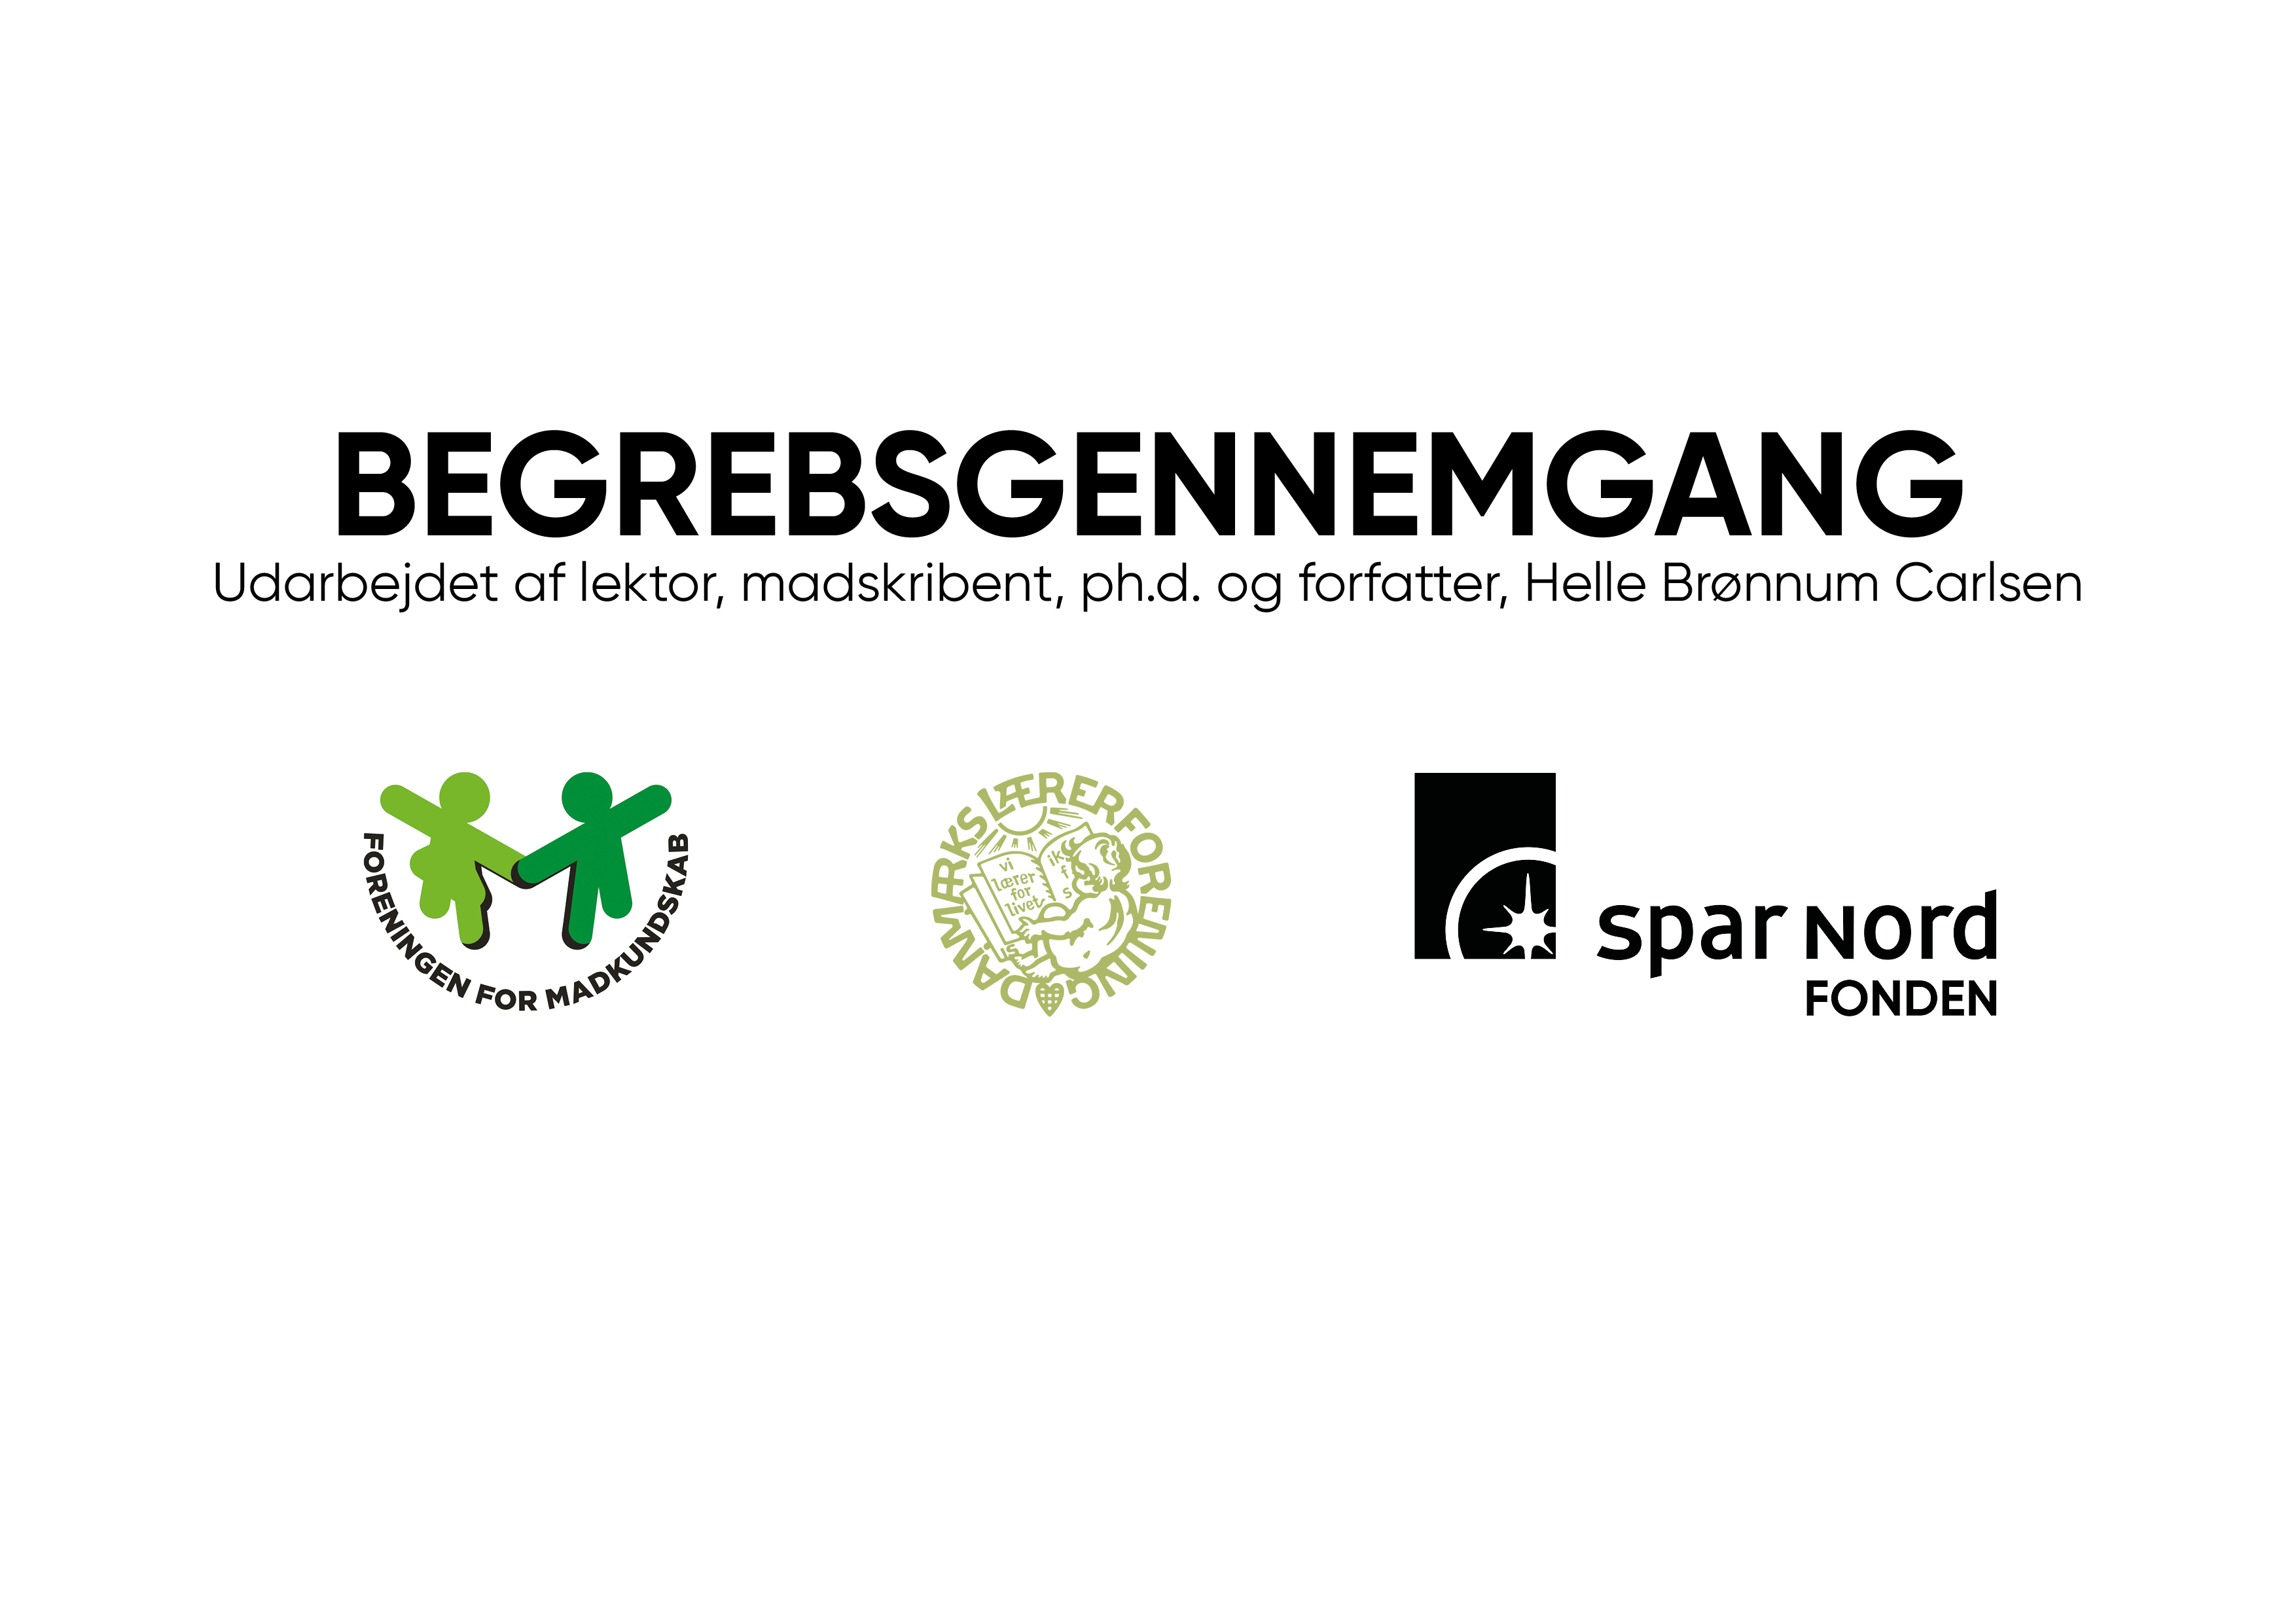 BEGREBSGENNEMGANG
Udarbejdet af lektor, madskribent, ph.d. og forfatter, Helle Brønnum Carlsen
FORENINGEN FOR MADKUNDSKAB
DANMARKS LÆRERFORENING
vi
lærer
for
livet
spar nord
FONDEN